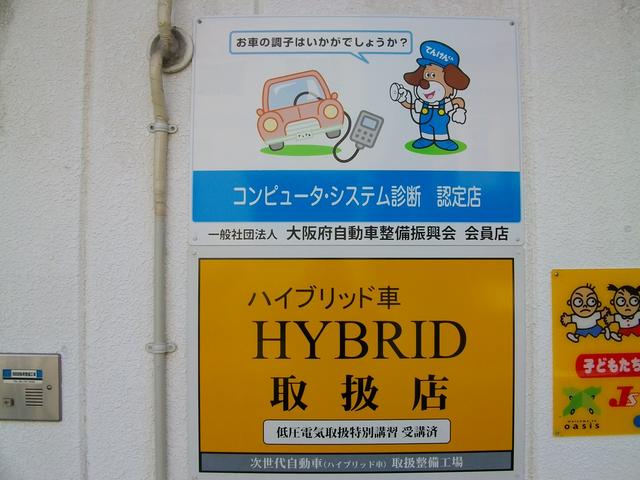 お車の調子はいかがでしょうか?
てんけんくん
コンピュータ・システム診断 認定店
一般社団法人 大阪府自動車整備振興会 会員店
ハイブリッド車
HYBRID
取扱店
低圧電気取扱特別講習 受講済
次世代自動車(ハイブリッド車)取扱整備工場
子どもたち
J's
welcome to
oasis